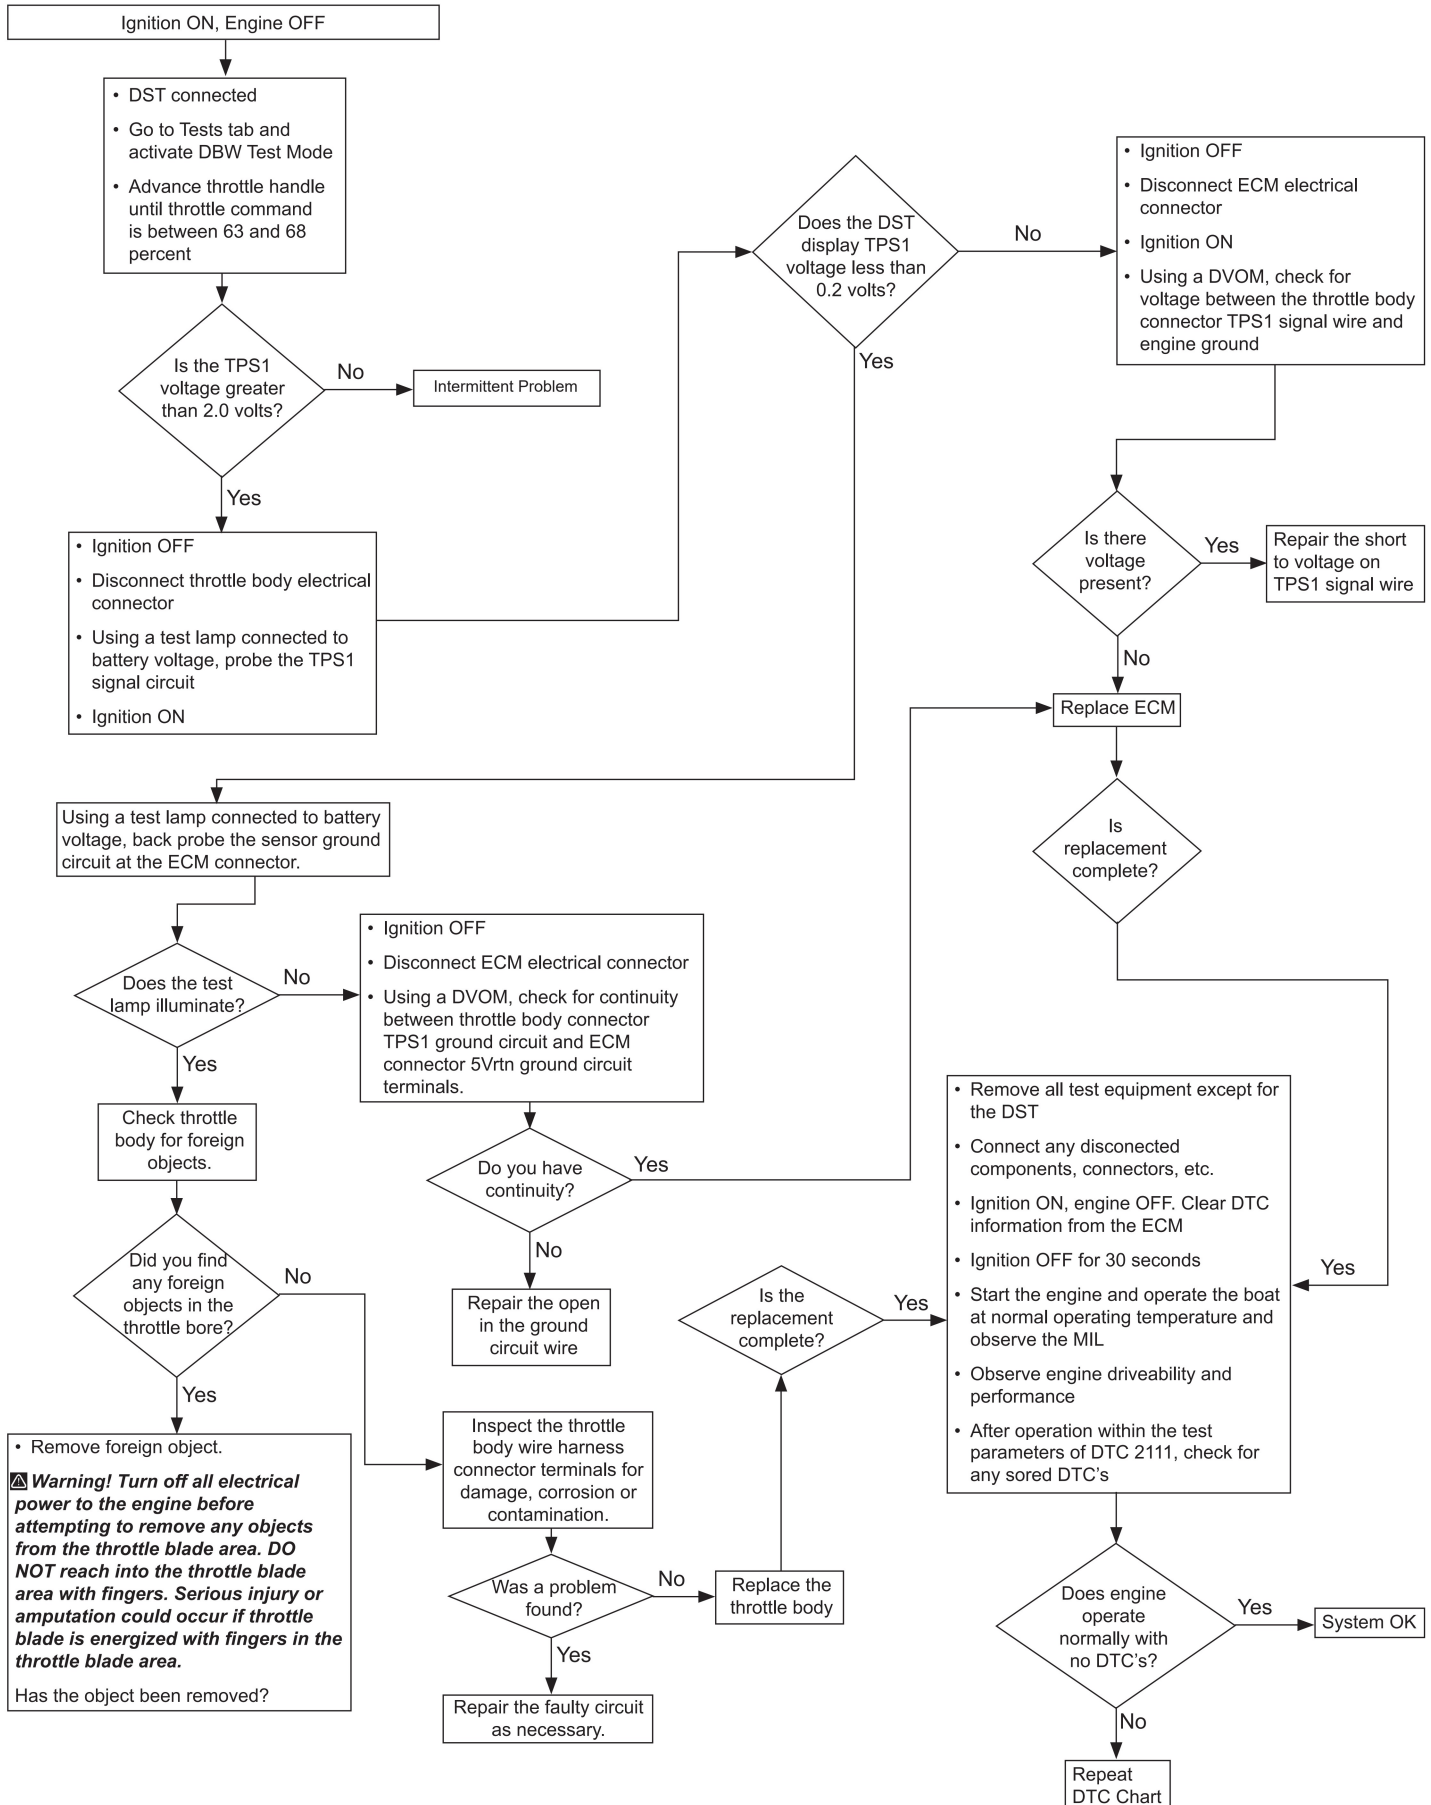 Ignition ON, Engine OFF
• DST connected
• Go to Tests tab and
activate DBW Test Mode
• Advance throttle handle
until throttle command
is between 63 and 68
percent
Is the TPS1
voltage greater
than 2.0 volts?
No
Intermittent Problem
Yes
• Ignition OFF
• Disconnect throttle body electrical
connector
• Using a test lamp connected to
battery voltage, probe the TPS1
signal circuit
• Ignition ON
Does the DST
display TPS1
voltage less than
0.2 volts?
No
Yes
• Ignition OFF
• Disconnect ECM electrical
connector
• Ignition ON
• Using a DVOM, check for
voltage between the throttle body
connector TPS1 signal wire and
engine ground
Is there
voltage
present?
Yes
Repair the short
to voltage on
TPS1 signal wire
No
Replace ECM
Is
replacement
complete?
Yes
Using a test lamp connected to battery
voltage, back probe the sensor ground
circuit at the ECM connector.
Does the test
lamp illuminate?
No
• Ignition OFF
• Disconnect ECM electrical connector
• Using a DVOM, check for continuity
between throttle body connector
TPS1 ground circuit and ECM
connector 5Vrtn ground circuit
terminals.
Do you have
continuity?
Yes
No
Repair the open
in the ground
circuit wire
Yes
Check throttle
body for foreign
objects.
Did you find
any foreign
objects in the
throttle bore?
No
Yes
• Remove foreign object.
Warning! Turn off all electrical
power to the engine before
attempting to remove any objects
from the throttle blade area. DO
NOT reach into the throttle blade
area with fingers. Serious injury or
amputation could occur if throttle
blade is energized with fingers in the
throttle blade area.
Has the object been removed?
Inspect the throttle
body wire harness
connector terminals for
damage, corrosion or
contamination.
Was a problem
found?
No
Yes
Repair the faulty circuit
as necessary.
Replace the
throttle body
Is the
replacement
complete?
Yes
• Remove all test equipment except for
the DST
• Connect any disconected
components, connectors, etc.
• Ignition ON, engine OFF. Clear DTC
information from the ECM
• Ignition OFF for 30 seconds
• Start the engine and operate the boat
at normal operating temperature and
observe the MIL
• Observe engine driveability and
performance
• After operation within the test
parameters of DTC 2111, check for
any sored DTC's
Does engine
operate
normally with
no DTC's?
Yes
System OK
No
Repeat
DTC Chart